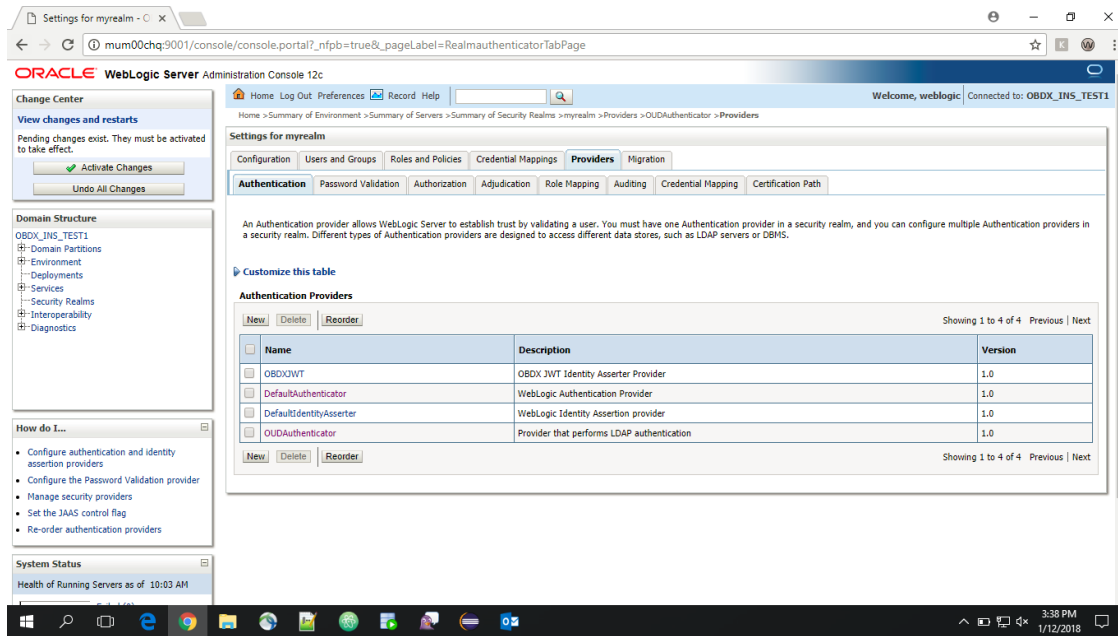 Settings for myrealm - O
mum00chq:9001/console/console.portal?_nfpb=true&_pageLabel=RealmauthenticatorTabPage
ORACLE WebLogic Server Administration Console 12c
Change Center
View changes and restarts
Pending changes exist. They must be activated
to take effect.
Activate Changes
Undo All Changes
Domain Structure
OBDX_INS_TEST1
Domain Partitions
Environment
Deployments
Services
Security Realms
Interoperability
Diagnostics
How do I...
Configure authentication and identity
assertion providers
Configure the Password Validation provider
Manage security providers
Set the JAAS control flag
Re-order authentication providers
System Status
Health of Running Servers as of 10:03 AM
Home Log Out Preferences Record Help
Welcome, weblogic Connected to: OBDX_INS_TEST1
Home >Summary of Environment >Summary of Servers >Summary of Security Realms >myrealm >Providers >OUDAuthenticator >Providers
Settings for myrealm
Configuration Users and Groups Roles and Policies Credential Mappings Providers Migration
Authentication Password Validation Authorization Adjudication Role Mapping Auditing Credential Mapping Certification Path
An Authentication provider allows WebLogic Server to establish trust by validating a user. You must have one Authentication provider in a security realm, and you can configure multiple Authentication providers in
a security realm. Different types of Authentication providers are designed to access different data stores, such as LDAP servers or DBMS.
Customize this table
Authentication Providers
New Delete Reorder Showing 1 to 4 of 4 Previous | Next
Name Description Version
OBDXJWT OBDX JWT Identity Asserter Provider 1.0
DefaultAuthenticator WebLogic Authentication Provider 1.0
DefaultIdentityAsserter WebLogic Identity Assertion provider 1.0
OUDAuthenticator Provider that performs LDAP authentication 1.0
New Delete Reorder Showing 1 to 4 of 4 Previous | Next
3:38 PM
1/12/2018